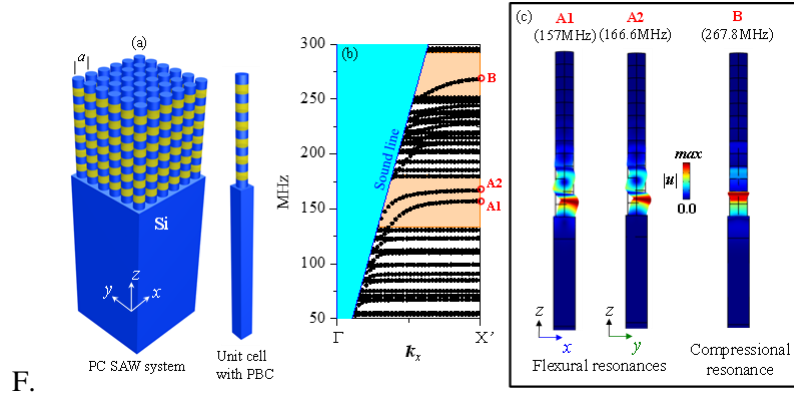 (a)
|a|
Si
z
y
x
PC SAW system
Unit cell
with PBC
(b)
300
250
200
150
100
50
MHz
Sound line
B
A2
A1
Γ
X'
kx
(c)
A1
(157MHz)
A2
(166.6MHz)
B
(267.8MHz)
max
|u|
0.0
z
x
z
y
Flexural resonances
Compressional
resonance
F.